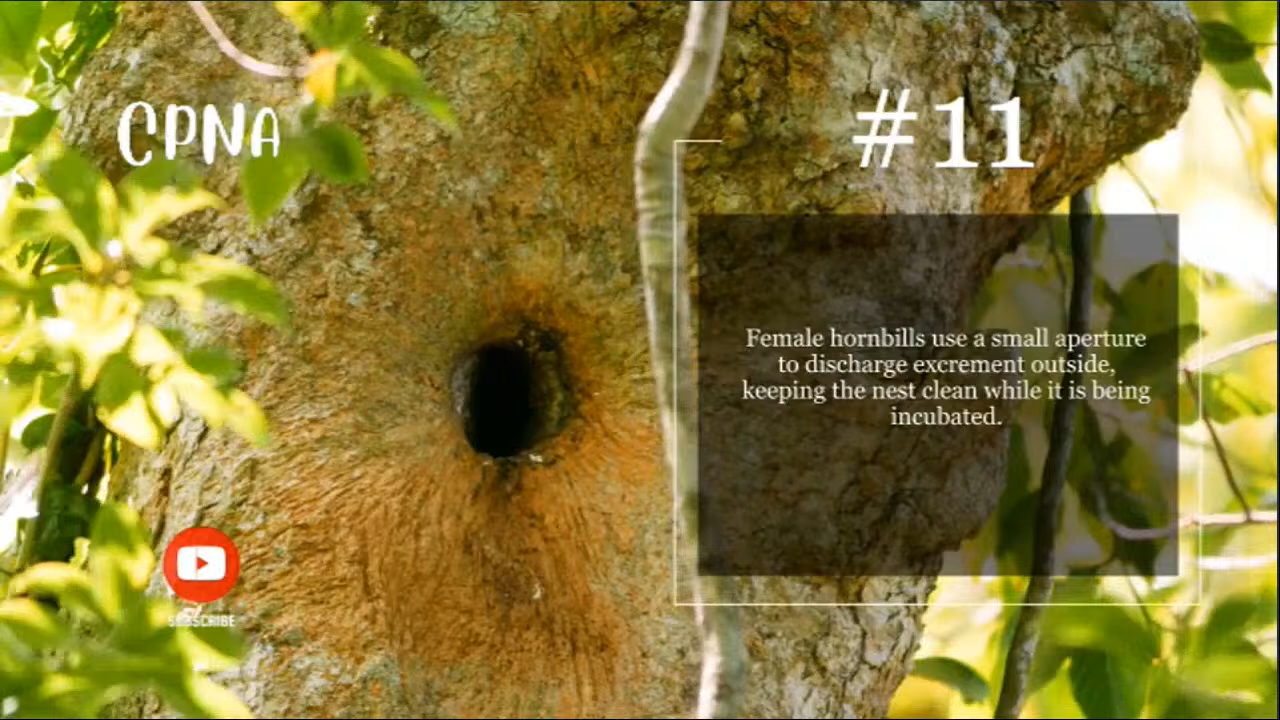 CPNA
#11
Female hornbills use a small aperture
to discharge excrement outside,
keeping the nest clean while it is being
incubated.
SUBSCRIBE